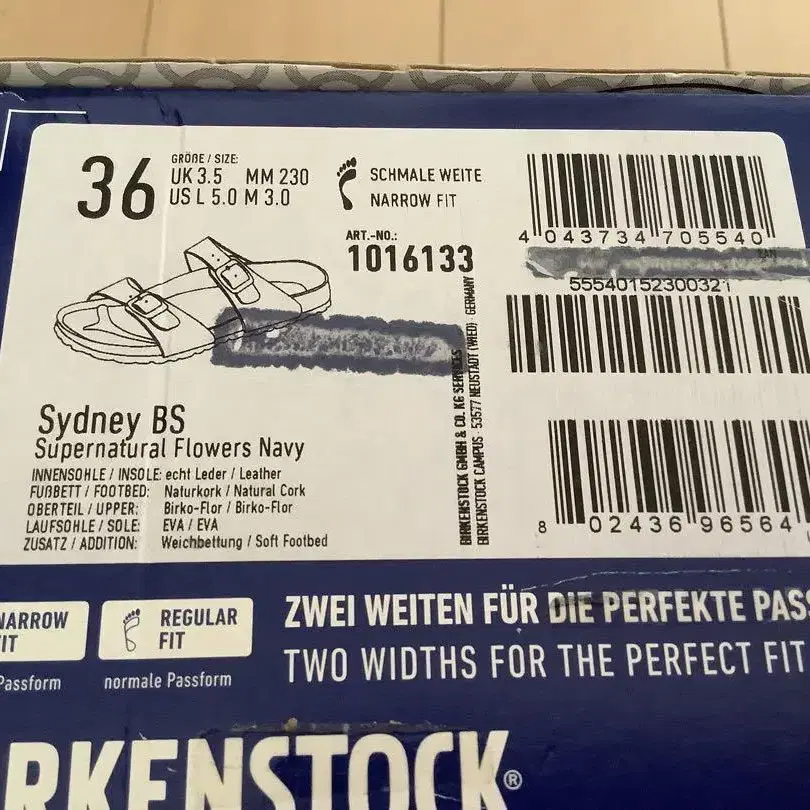 36
GRÖßE / SIZE:
UK 3.5 MM 230
US L 5.0 M 3.0
SCHMALE WEITE
NARROW FIT
ART.-NO.:
1016133
4 043734 705540
EAN
5554015230032
8 02436 96564
BIRKENSTOCK GMBH & CO. KG SERVICES
BIRKENSTOCK CAMPUS · 53577 NEUSTADT (WIED) · GERMANY
Sydney BS
Supernatural Flowers Navy
INNENSOHLE / INSOLE: echt Leder / Leather
FUßBETT / FOOTBED: Naturkork / Natural Cork
OBERTEIL / UPPER: Birko-Flor / Birko-Flor
LAUFSOHLE / SOLE: EVA / EVA
ZUSATZ / ADDITION: Weichbettung / Soft Footbed
NARROW
FIT
Passform
REGULAR
FIT
normale Passform
ZWEI WEITEN FÜR DIE PERFEKTE PASS
TWO WIDTHS FOR THE PERFECT FIT
RKENSTOCK®